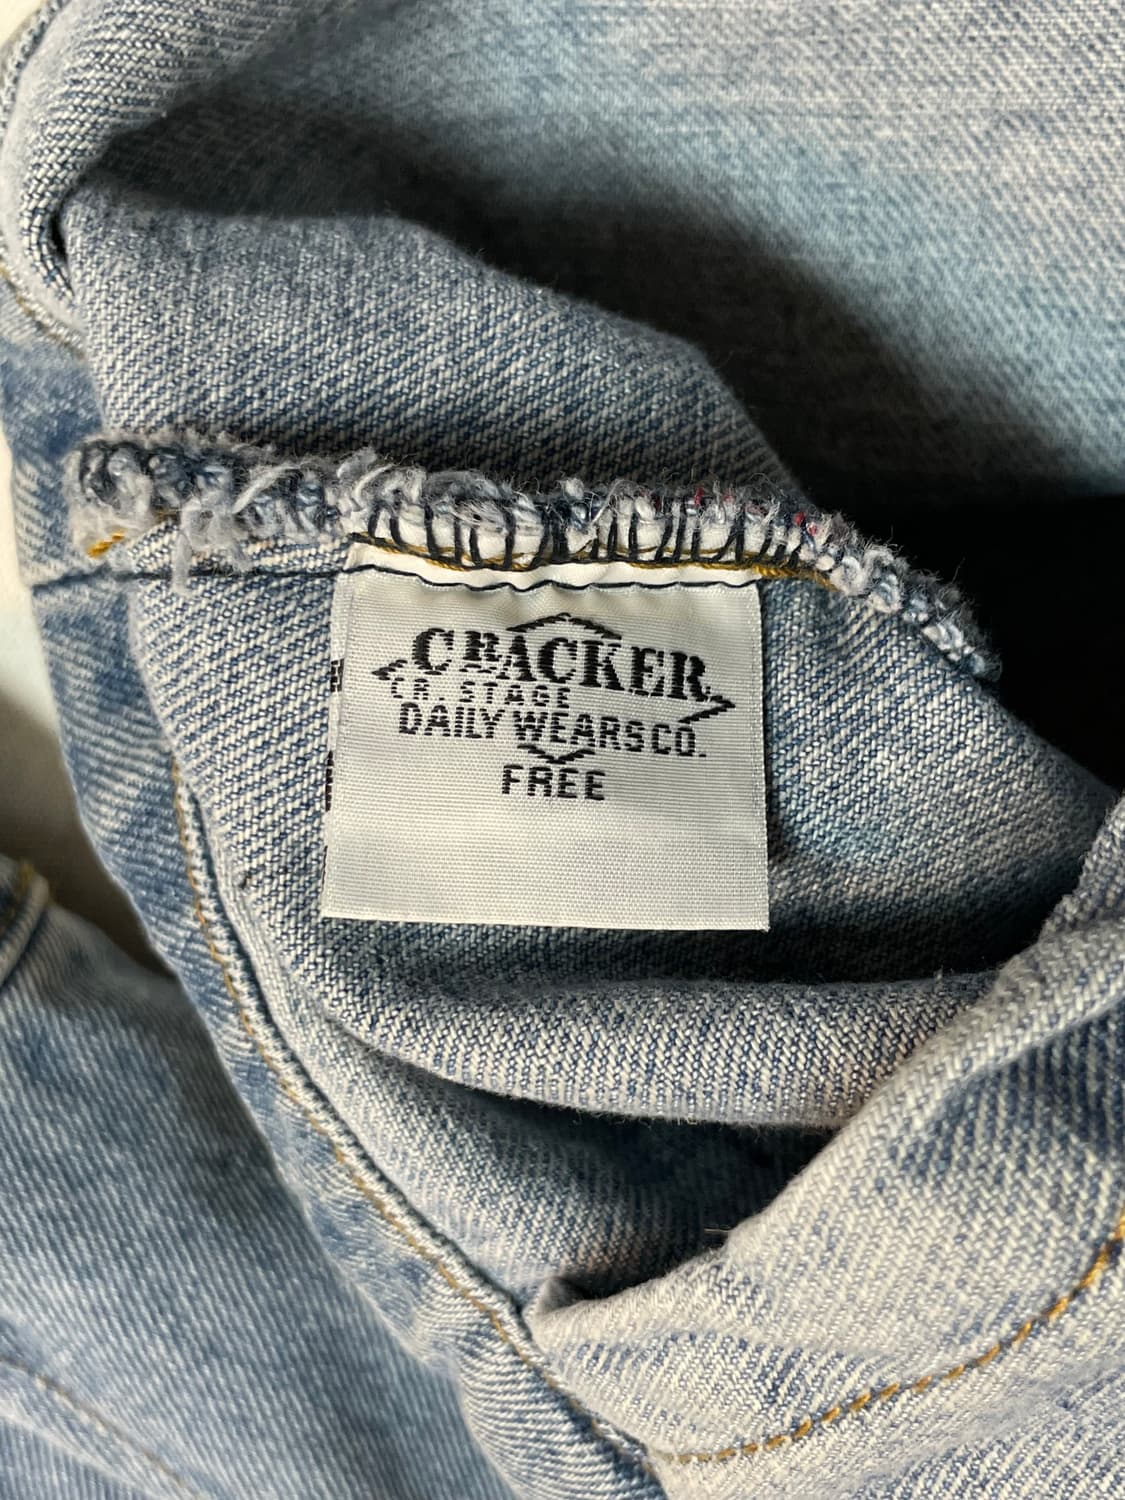 CRACKER
CR. STAGE
DAILY WEARS CO.
FREE